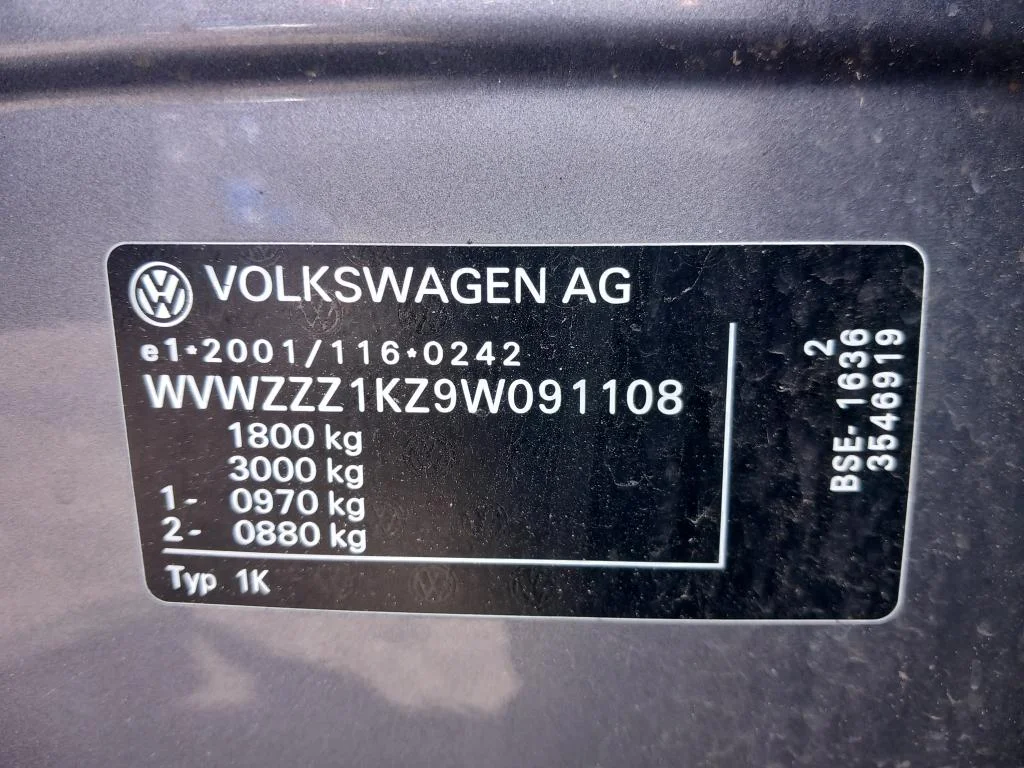 VOLKSWAGEN AG
e1*2001/116*0242
WVWZZZ1KZ9W091108
1800 kg
3000 kg
1- 0970 kg
2- 0880 kg
Typ 1K
2
BSE- 1636
3546919